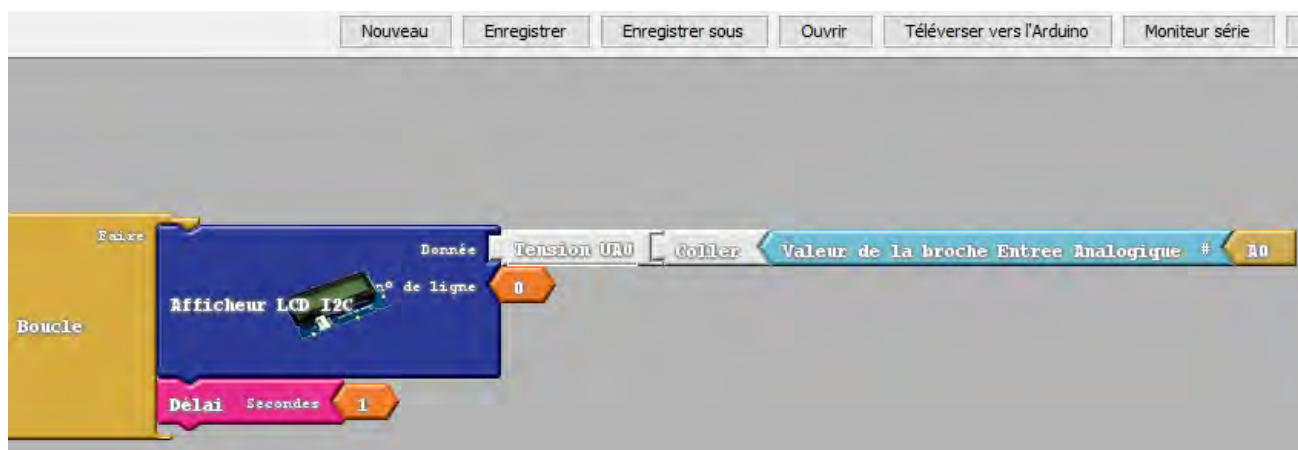 Nouveau Enregistrer Enregistrer sous Ouvrir Téléverser vers l'Arduino Moniteur série
Faire
Donnée Tension UA0 Coller Valeur de la broche Entree Analogique # A0
n° de ligne 0
Afficheur LCD I2C
Boucle
Délai Secondes 1